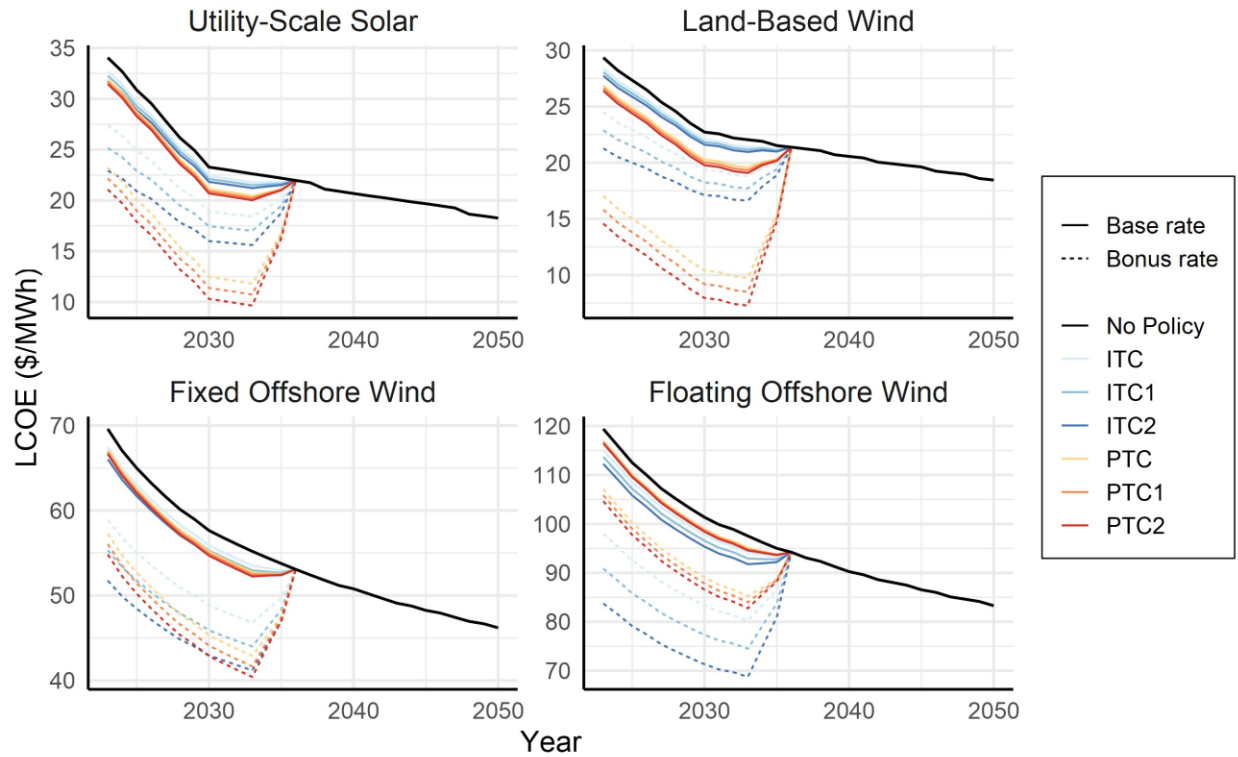 Utility-Scale Solar
Land-Based Wind
35
30
25
20
15
10
2030
2040
2050
30
25
20
15
10
2030
2040
2050
LCOE ($/MWh)
Fixed Offshore Wind
Floating Offshore Wind
70
60
50
40
2030
2040
2050
120
110
100
90
80
70
2030
2040
2050
Year
Base rate
Bonus rate
No Policy
ITC
ITC1
ITC2
PTC
PTC1
PTC2